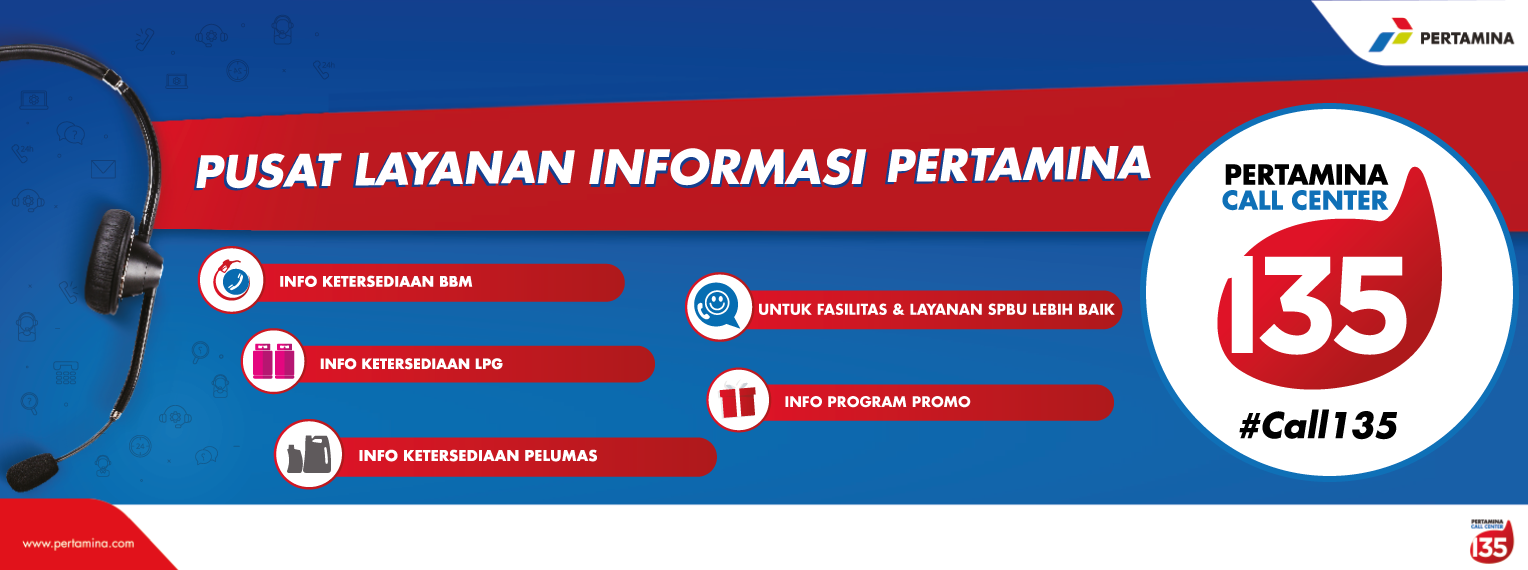 PERTAMINA
PUSAT LAYANAN INFORMASI PERTAMINA
PERTAMINA
CALL CENTER
135
#Call135
INFO KETERSEDIAAN BBM
INFO KETERSEDIAAN LPG
INFO KETERSEDIAAN PELUMAS
UNTUK FASILITAS & LAYANAN SPBU LEBIH BAIK
INFO PROGRAM PROMO
www.pertamina.com
PERTAMINA
CALL CENTER
135